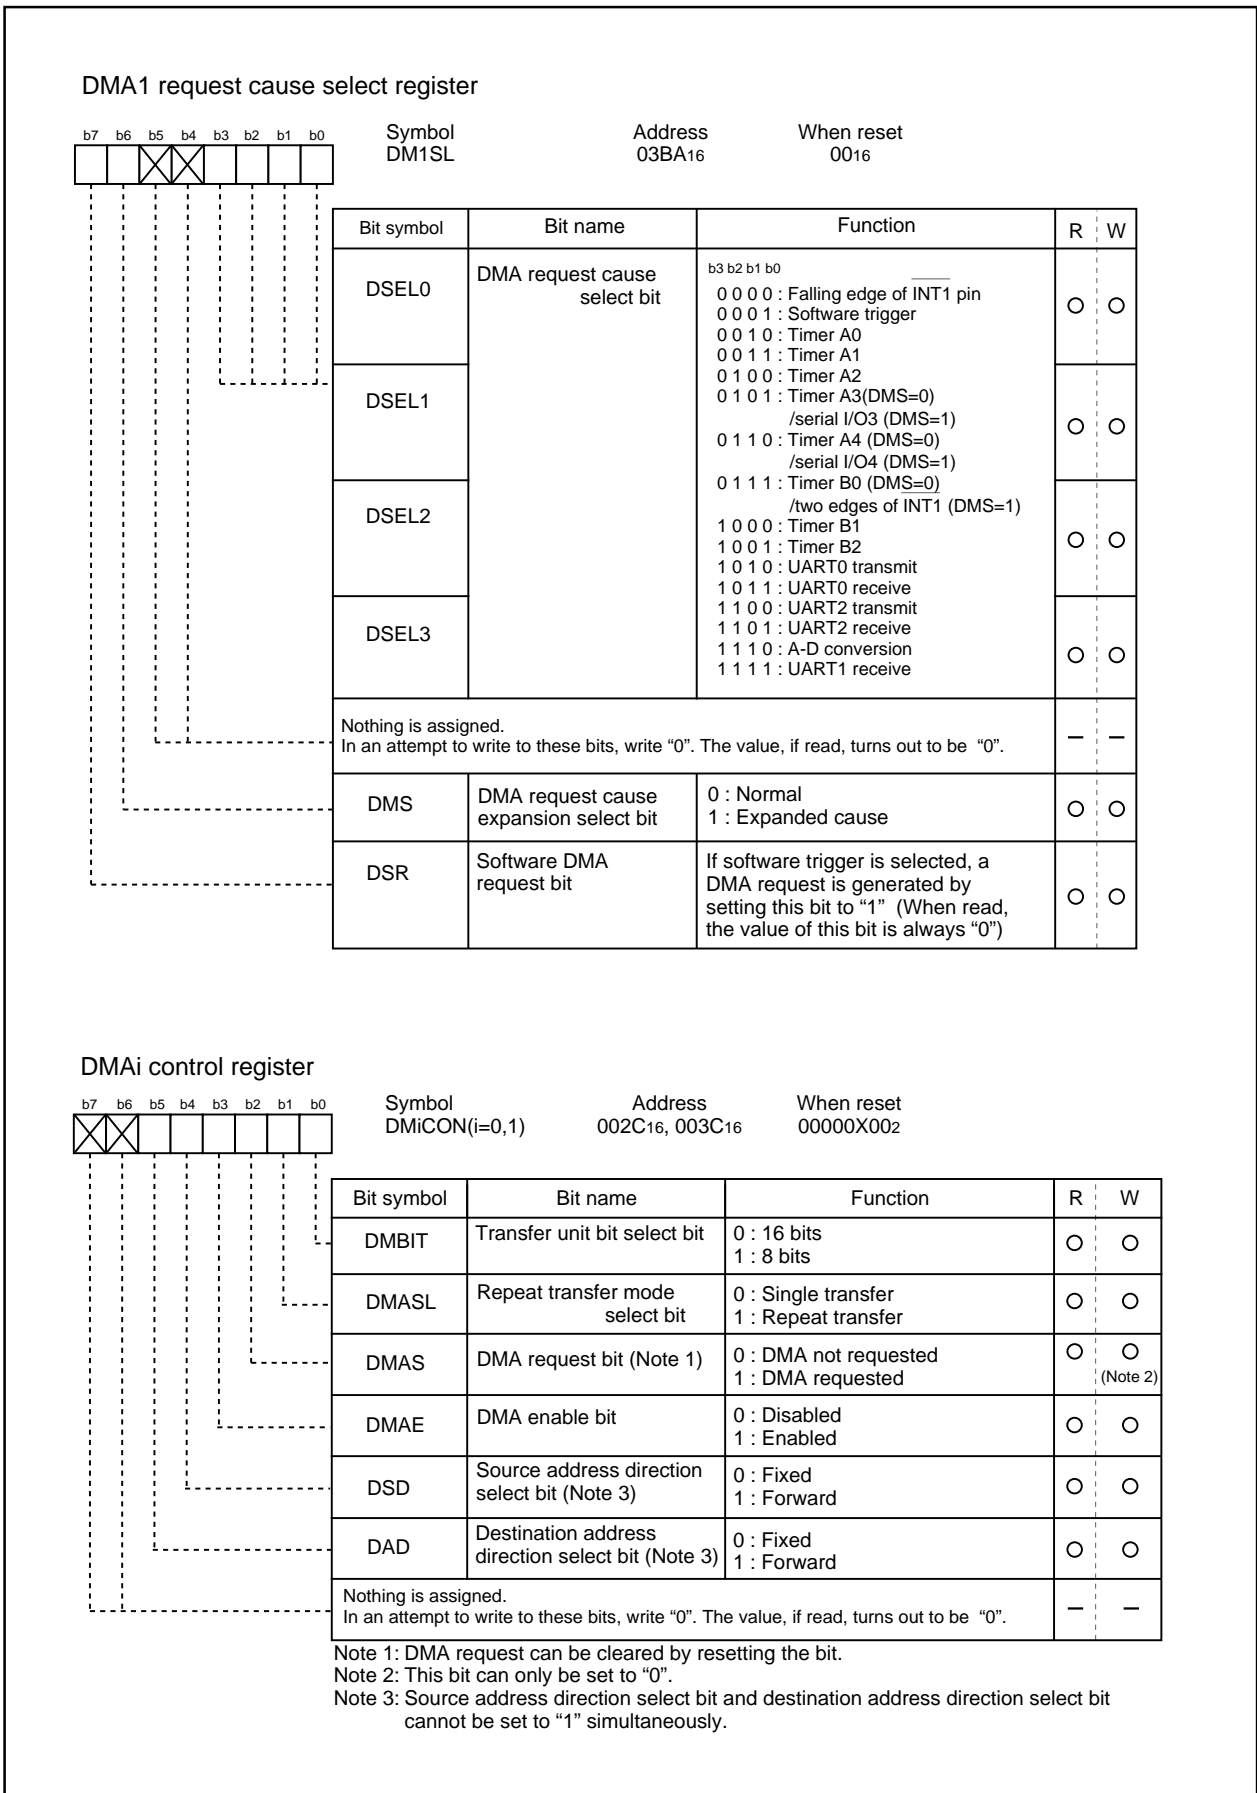 DMA1 request cause select register
b7 b6 b5 b4 b3 b2 b1 b0
Symbol Address When reset
DM1SL 03BA16 0016
Bit symbol Bit name Function R W
DSEL0 DMA request cause select bit
b3 b2 b1 b0
0 0 0 0 : Falling edge of INT1 pin
0 0 0 1 : Software trigger
0 0 1 0 : Timer A0
0 0 1 1 : Timer A1
0 1 0 0 : Timer A2
DSEL1
0 1 0 1 : Timer A3(DMS=0)
/serial I/O3 (DMS=1)
0 1 1 0 : Timer A4 (DMS=0)
/serial I/O4 (DMS=1)
0 1 1 1 : Timer B0 (DMS=0)
/two edges of INT1 (DMS=1)
DSEL2
1 0 0 0 : Timer B1
1 0 0 1 : Timer B2
1 0 1 0 : UART0 transmit
1 0 1 1 : UART0 receive
1 1 0 0 : UART2 transmit
1 1 0 1 : UART2 receive
DSEL3
1 1 1 0 : A-D conversion
1 1 1 1 : UART1 receive
Nothing is assigned.
In an attempt to write to these bits, write “0”. The value, if read, turns out to be “0”.
DMS
DMA request cause
expansion select bit
0 : Normal
1 : Expanded cause
DSR
Software DMA
request bit
If software trigger is selected, a
DMA request is generated by
setting this bit to “1” (When read,
the value of this bit is always “0”)
DMAi control register
b7 b6 b5 b4 b3 b2 b1 b0
Symbol Address When reset
DMiCON(i=0,1) 002C16, 003C16 00000X002
Bit symbol Bit name Function R W
DMBIT
Transfer unit bit select bit
0 : 16 bits
1 : 8 bits
DMASL
Repeat transfer mode
select bit
0 : Single transfer
1 : Repeat transfer
DMAS
DMA request bit (Note 1)
0 : DMA not requested
1 : DMA requested
(Note 2)
DMAE
DMA enable bit
0 : Disabled
1 : Enabled
DSD
Source address direction
select bit (Note 3)
0 : Fixed
1 : Forward
DAD
Destination address
direction select bit (Note 3)
0 : Fixed
1 : Forward
Nothing is assigned.
In an attempt to write to these bits, write “0”. The value, if read, turns out to be “0”.
Note 1: DMA request can be cleared by resetting the bit.
Note 2: This bit can only be set to “0”.
Note 3: Source address direction select bit and destination address direction select bit
cannot be set to “1” simultaneously.